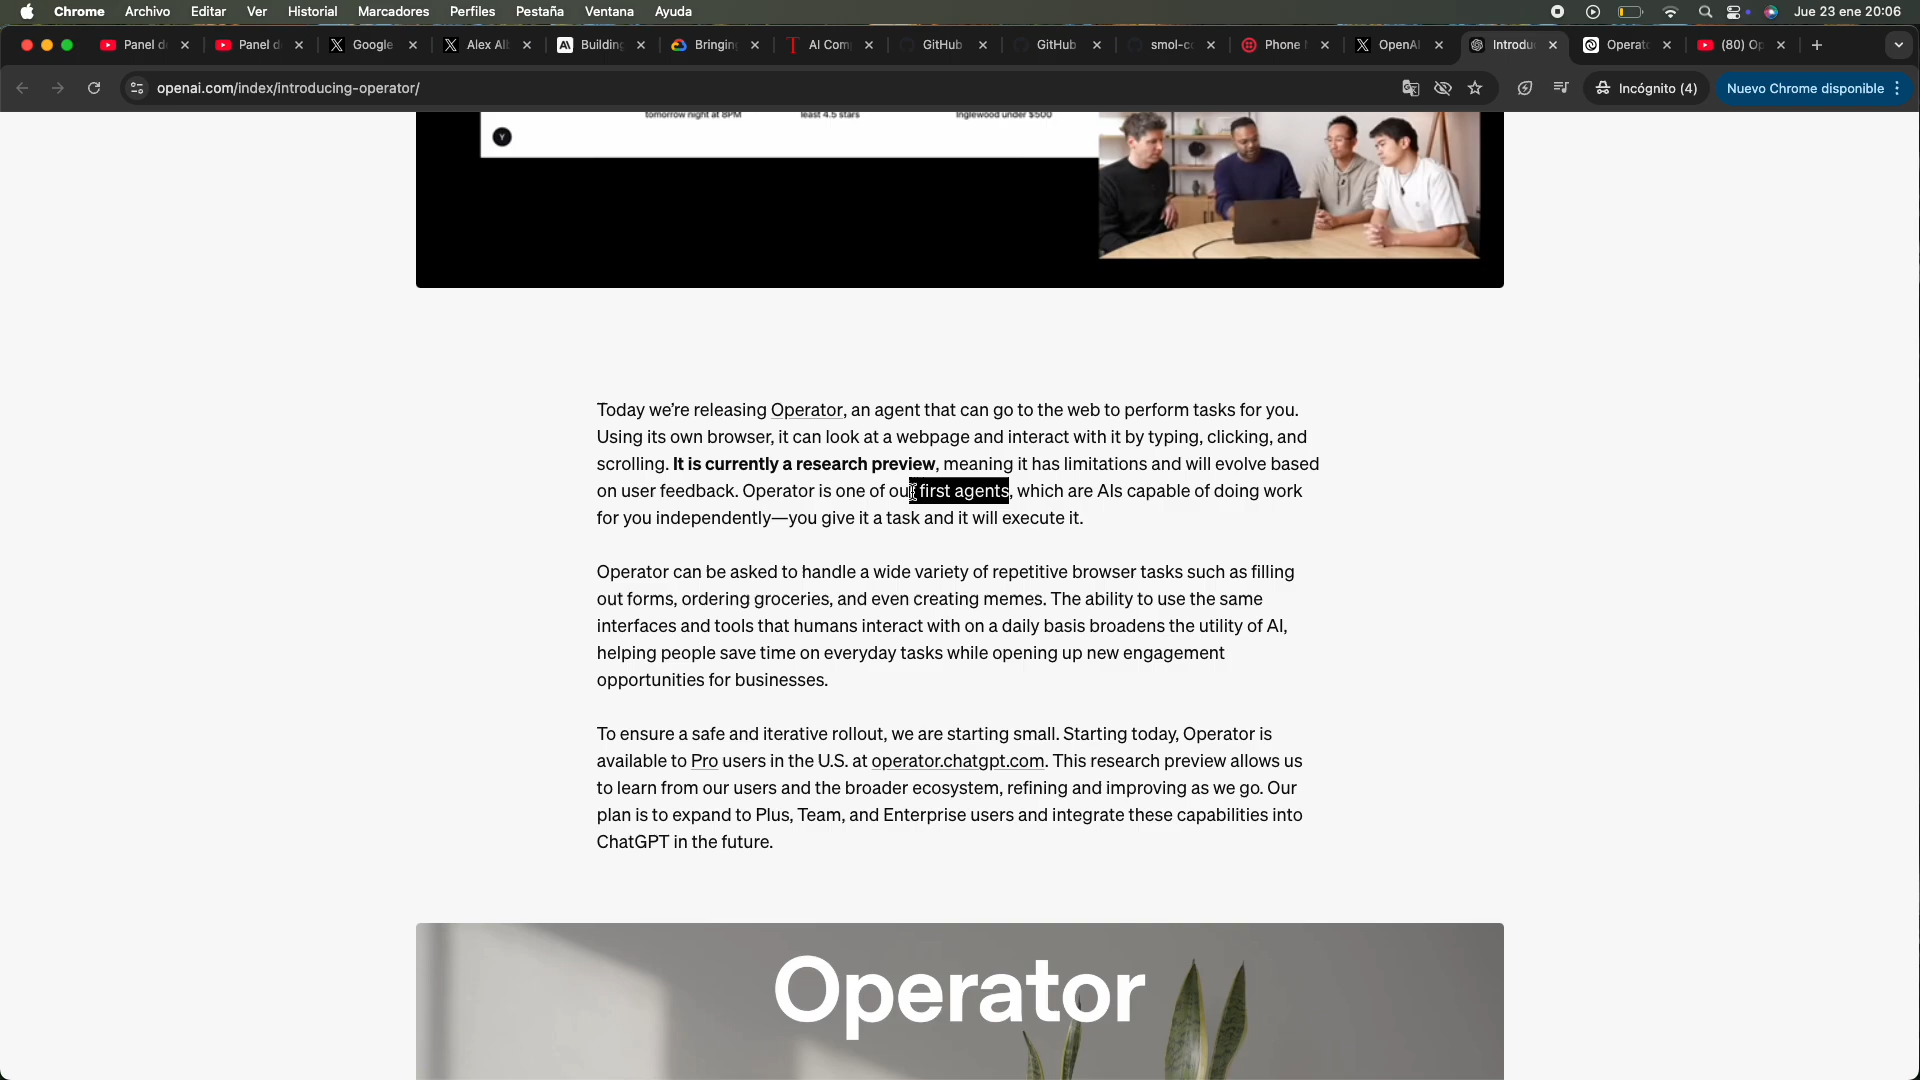 Chrome Archivo Editar Ver Historial Marcadores Perfiles Pestaña Ventana Ayuda Jue 23 ene 20:06
Panel d Panel d Google Alex Al Building Bringing AI Com GitHub GitHub smol-c Phone OpenAI Introdu Operato (80) Op
openai.com/index/introducing-operator/ Incógnito (4) Nuevo Chrome disponible
tomorrow night at 8PM least 4.5 stars Inglewood under $500
Y
Today we're releasing Operator, an agent that can go to the web to perform tasks for you.
Using its own browser, it can look at a webpage and interact with it by typing, clicking, and
scrolling. It is currently a research preview, meaning it has limitations and will evolve based
on user feedback. Operator is one of our first agents, which are AIs capable of doing work
for you independently—you give it a task and it will execute it.
Operator can be asked to handle a wide variety of repetitive browser tasks such as filling
out forms, ordering groceries, and even creating memes. The ability to use the same
interfaces and tools that humans interact with on a daily basis broadens the utility of AI,
helping people save time on everyday tasks while opening up new engagement
opportunities for businesses.
To ensure a safe and iterative rollout, we are starting small. Starting today, Operator is
available to Pro users in the U.S. at operator.chatgpt.com. This research preview allows us
to learn from our users and the broader ecosystem, refining and improving as we go. Our
plan is to expand to Plus, Team, and Enterprise users and integrate these capabilities into
ChatGPT in the future.
Operator